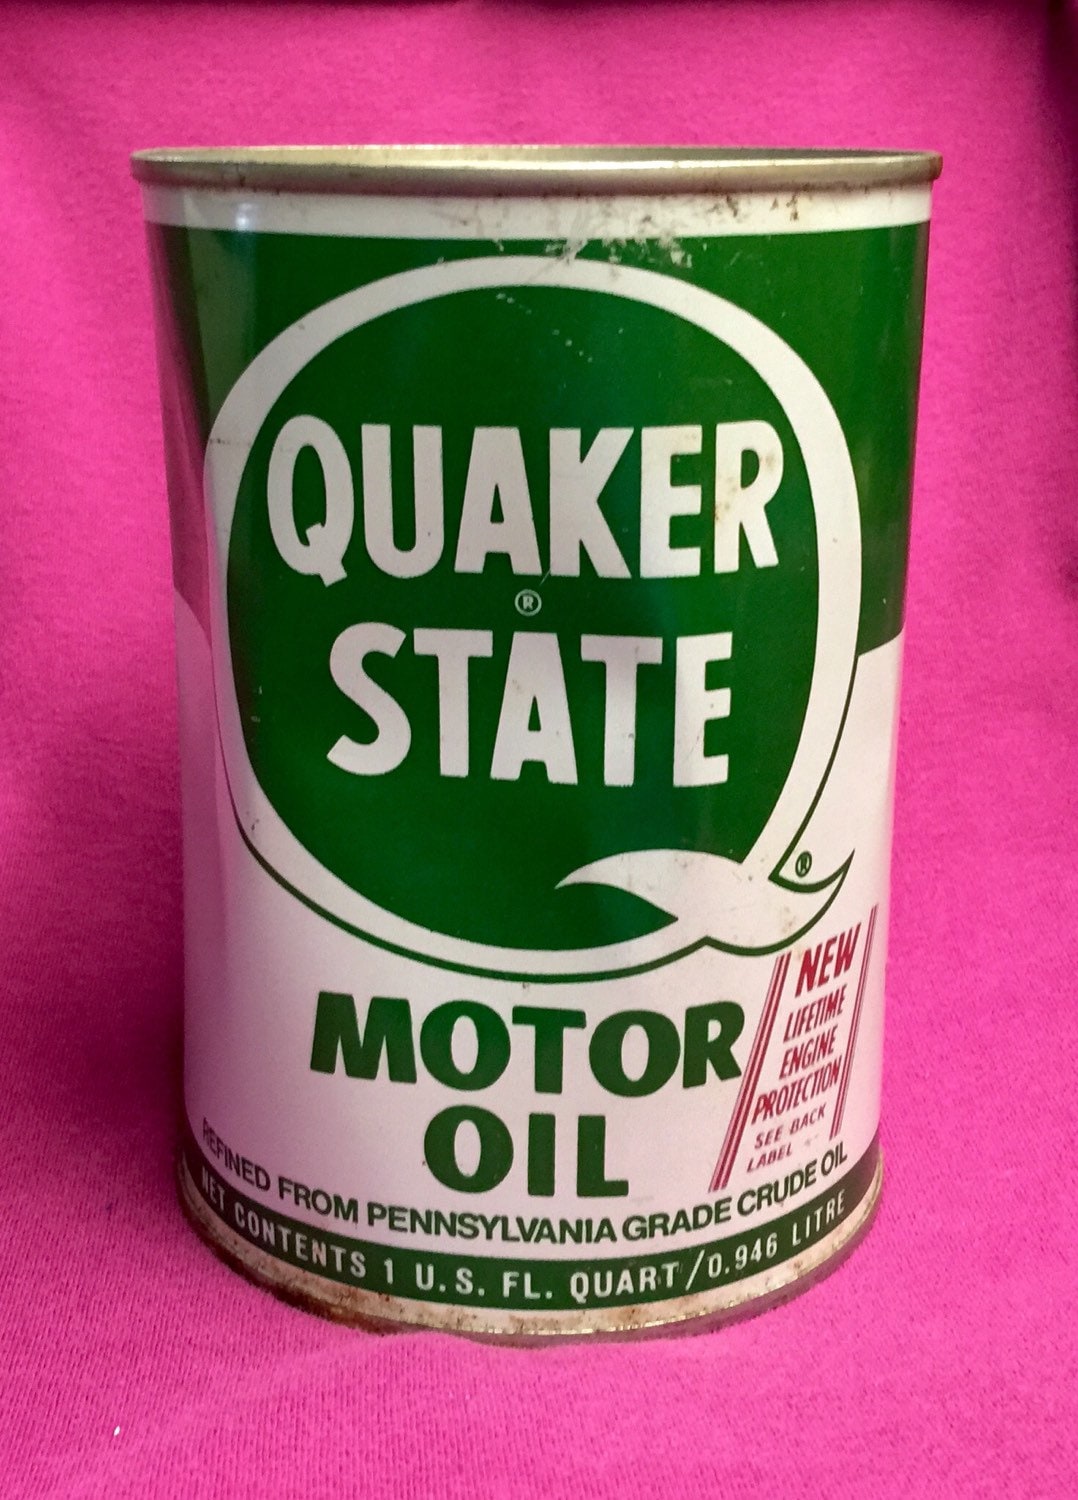 QUAKER
®
STATE
®
MOTOR
OIL
NEW
LIFETIME
ENGINE
PROTECTION
SEE BACK
LABEL
REFINED FROM PENNSYLVANIA GRADE CRUDE OIL
NET CONTENTS 1 U.S. FL. QUART/0.946 LITRE